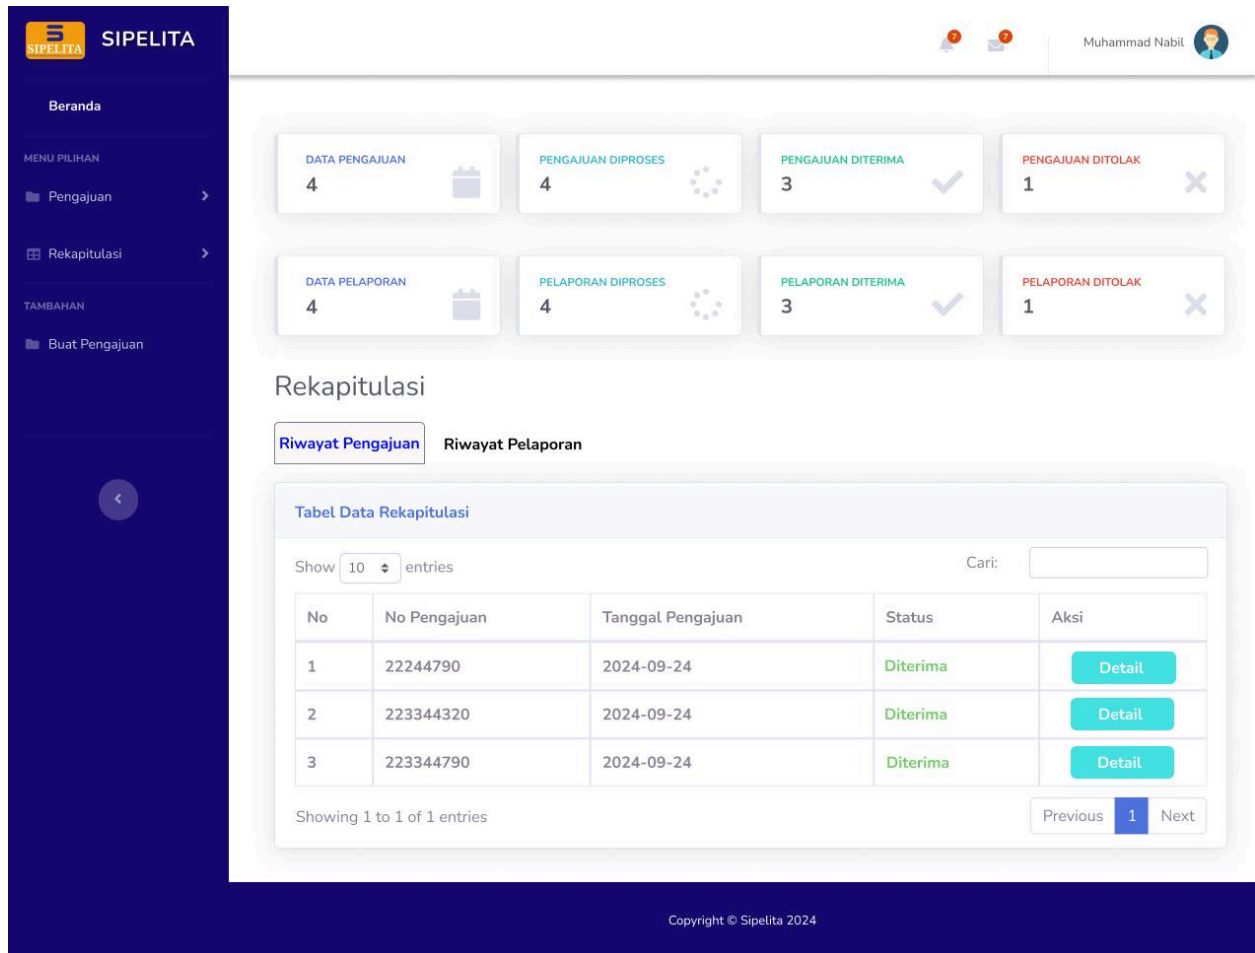 SIPELITA
SIPELITA
7
7
Muhammad Nabil
Beranda
MENU PILIHAN
Pengajuan
Rekapitulasi
TAMBAHAN
Buat Pengajuan
DATA PENGAJUAN
4
PENGAJUAN DIPROSES
4
PENGAJUAN DITERIMA
3
PENGAJUAN DITOLAK
1
DATA PELAPORAN
4
PELAPORAN DIPROSES
4
PELAPORAN DITERIMA
3
PELAPORAN DITOLAK
1
Rekapitulasi
Riwayat Pengajuan Riwayat Pelaporan
Tabel Data Rekapitulasi
Show 10 entries Cari:
No No Pengajuan Tanggal Pengajuan Status Aksi
1 22244790 2024-09-24 Diterima Detail
2 223344320 2024-09-24 Diterima Detail
3 223344790 2024-09-24 Diterima Detail
Showing 1 to 1 of 1 entries Previous 1 Next
Copyright © Sipelita 2024